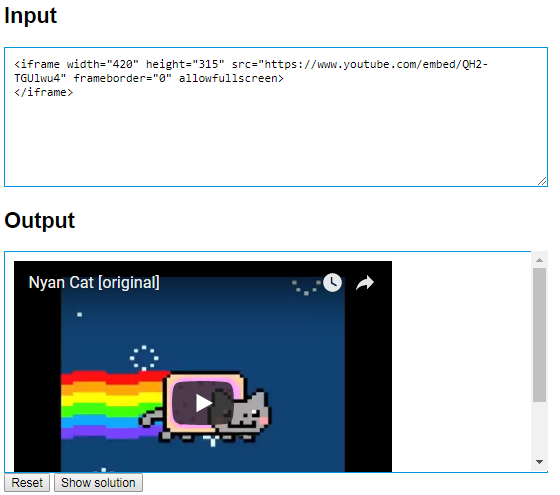 Input
<iframe width="420" height="315" src="https://www.youtube.com/embed/QH2-
TGUlwu4" frameborder="0" allowfullscreen>
</iframe>
Output
Nyan Cat [original]
Reset Show solution